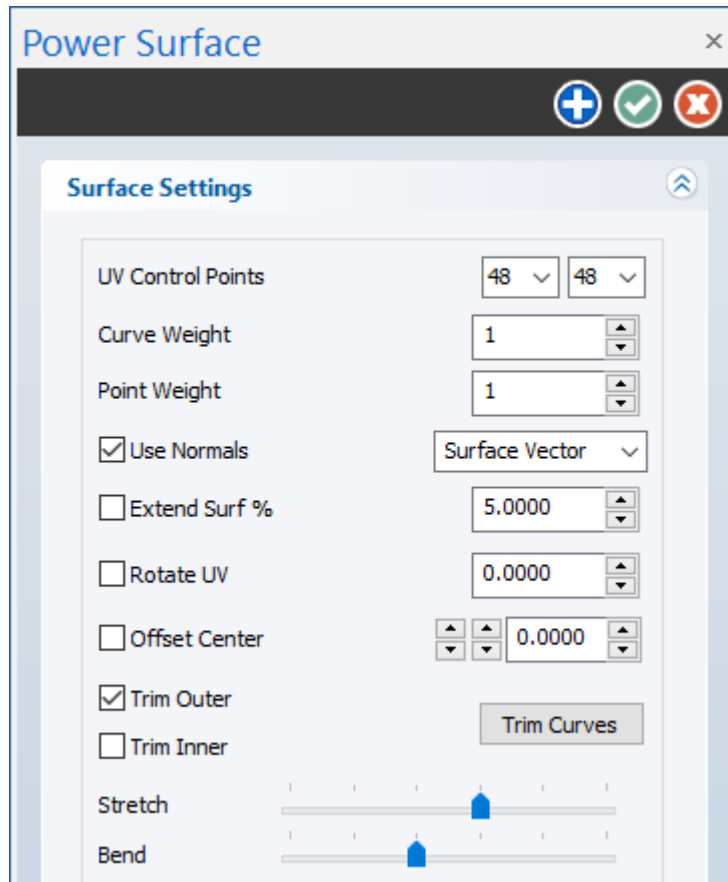 Power Surface
Surface Settings
UV Control Points 48 48
Curve Weight 1
Point Weight 1
Use Normals Surface Vector
Extend Surf % 5.0000
Rotate UV 0.0000
Offset Center 0.0000
Trim Outer
Trim Curves
Trim Inner
Stretch
Bend